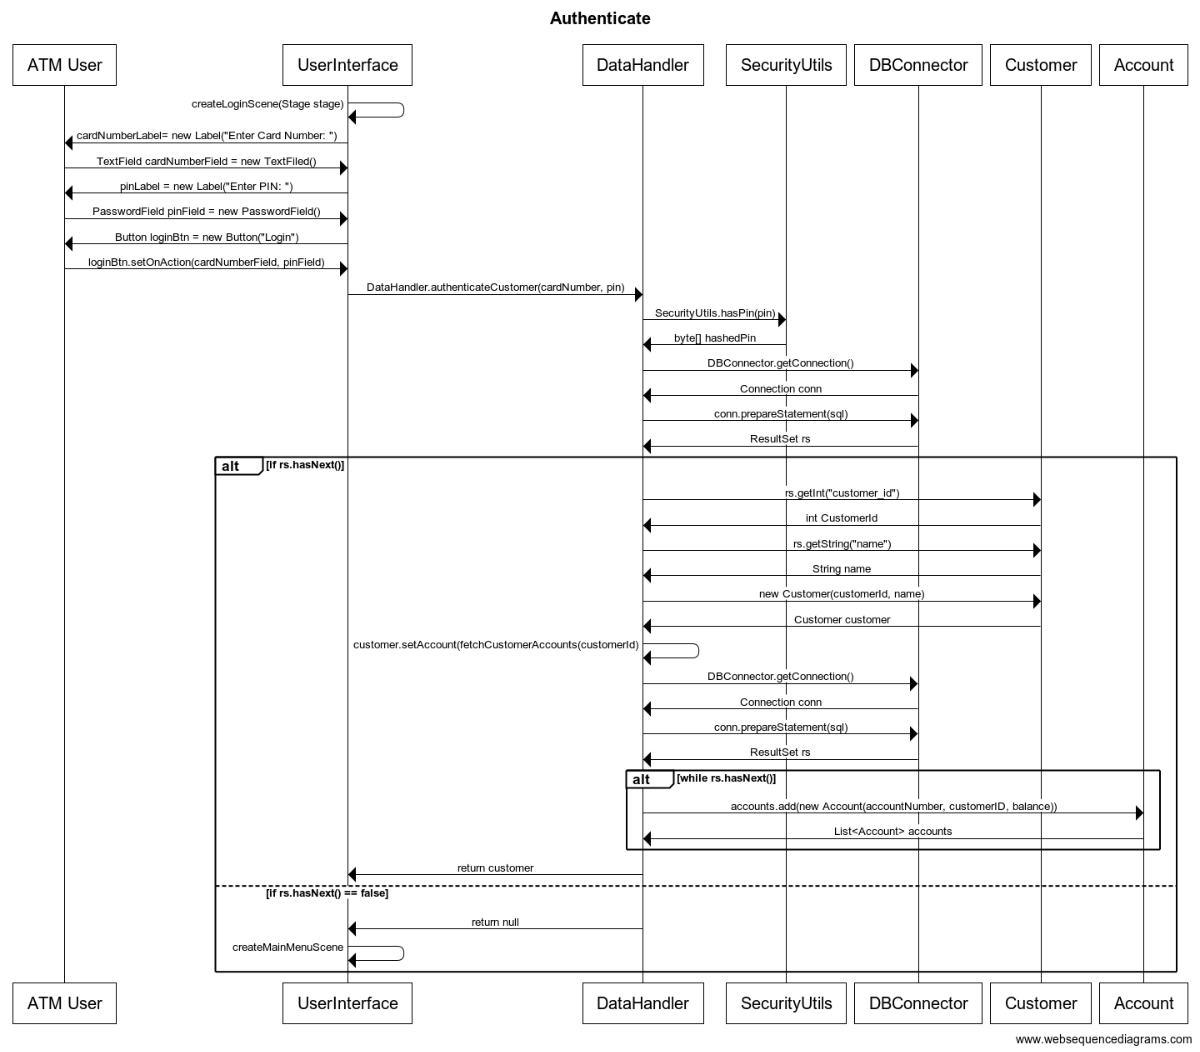 Authenticate
ATM User
UserInterface
DataHandler
SecurityUtils
DBConnector
Customer
Account
createLoginScene(Stage stage)
cardNumberLabel= new Label("Enter Card Number: ")
TextField cardNumberField = new TextFiled()
pinLabel = new Label("Enter PIN: ")
PasswordField pinField = new PasswordField()
Button loginBtn = new Button("Login")
loginBtn.setOnAction(cardNumberField, pinField)
DataHandler.authenticateCustomer(cardNumber, pin)
SecurityUtils.hasPin(pin)
byte[] hashedPin
DBConnector.getConnection()
Connection conn
conn.prepareStatement(sql)
ResultSet rs
alt [If rs.hasNext()]
rs.getInt("customer_id")
int CustomerId
rs.getString("name")
String name
new Customer(customerId, name)
Customer customer
customer.setAccount(fetchCustomerAccounts(customerId)
DBConnector.getConnection()
Connection conn
conn.prepareStatement(sql)
ResultSet rs
alt [while rs.hasNext()]
accounts.add(new Account(accountNumber, customerID, balance))
List<Account> accounts
return customer
[If rs.hasNext() == false]
return null
createMainMenuScene
ATM User
UserInterface
DataHandler
SecurityUtils
DBConnector
Customer
Account
www.websequencediagrams.com